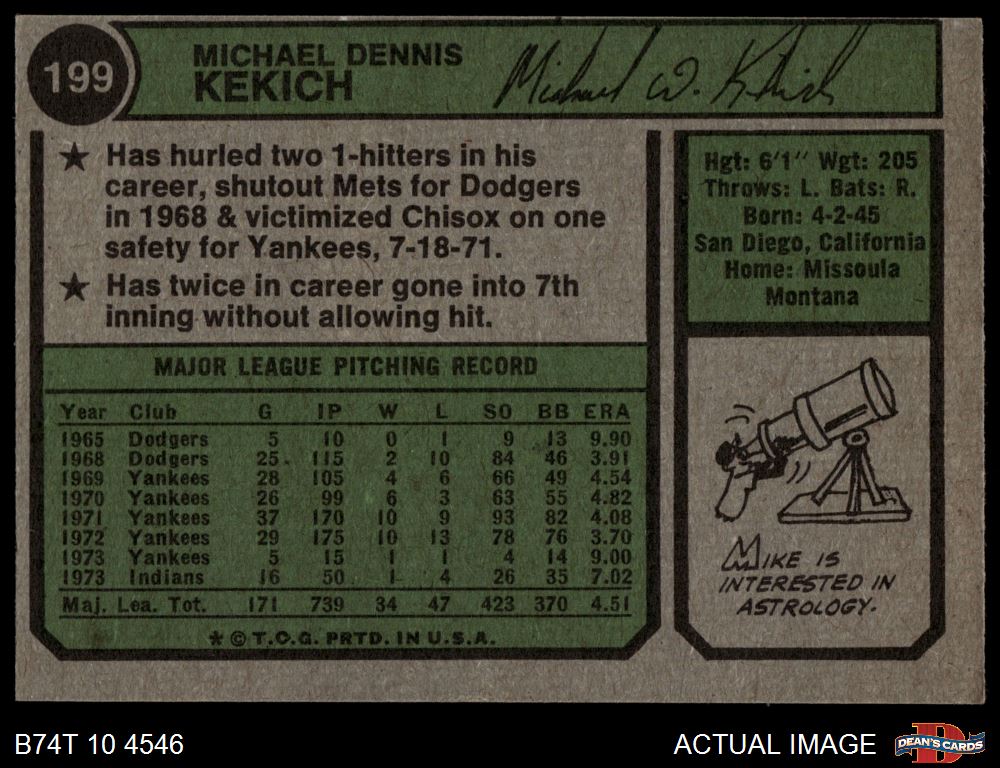 199
MICHAEL DENNIS
KEKICH
Michael D. Kekich
★ Has hurled two 1-hitters in his
career, shutout Mets for Dodgers
in 1968 & victimized Chisox on one
safety for Yankees, 7-18-71.
★ Has twice in career gone into 7th
inning without allowing hit.
MAJOR LEAGUE PITCHING RECORD
Year Club G IP W L SO BB ERA
1965 Dodgers 5 10 0 1 9 13 9.90
1968 Dodgers 25 115 2 10 84 46 3.91
1969 Yankees 28 105 4 6 66 49 4.54
1970 Yankees 26 99 6 3 63 55 4.82
1971 Yankees 37 170 10 9 93 82 4.08
1972 Yankees 29 175 10 13 78 76 3.70
1973 Yankees 5 15 1 1 4 14 9.00
1973 Indians 16 50 1 4 26 35 7.02
Maj. Lea. Tot. 171 739 34 47 423 370 4.51
* © T.C.G. PRTD. IN U.S.A.
Hgt: 6'1" Wgt: 205
Throws: L. Bats: R.
Born: 4-2-45
San Diego, California
Home: Missoula
Montana
MIKE IS
INTERESTED IN
ASTROLOGY.
B74T 10 4546
ACTUAL IMAGE
D
DEAN'S CARDS